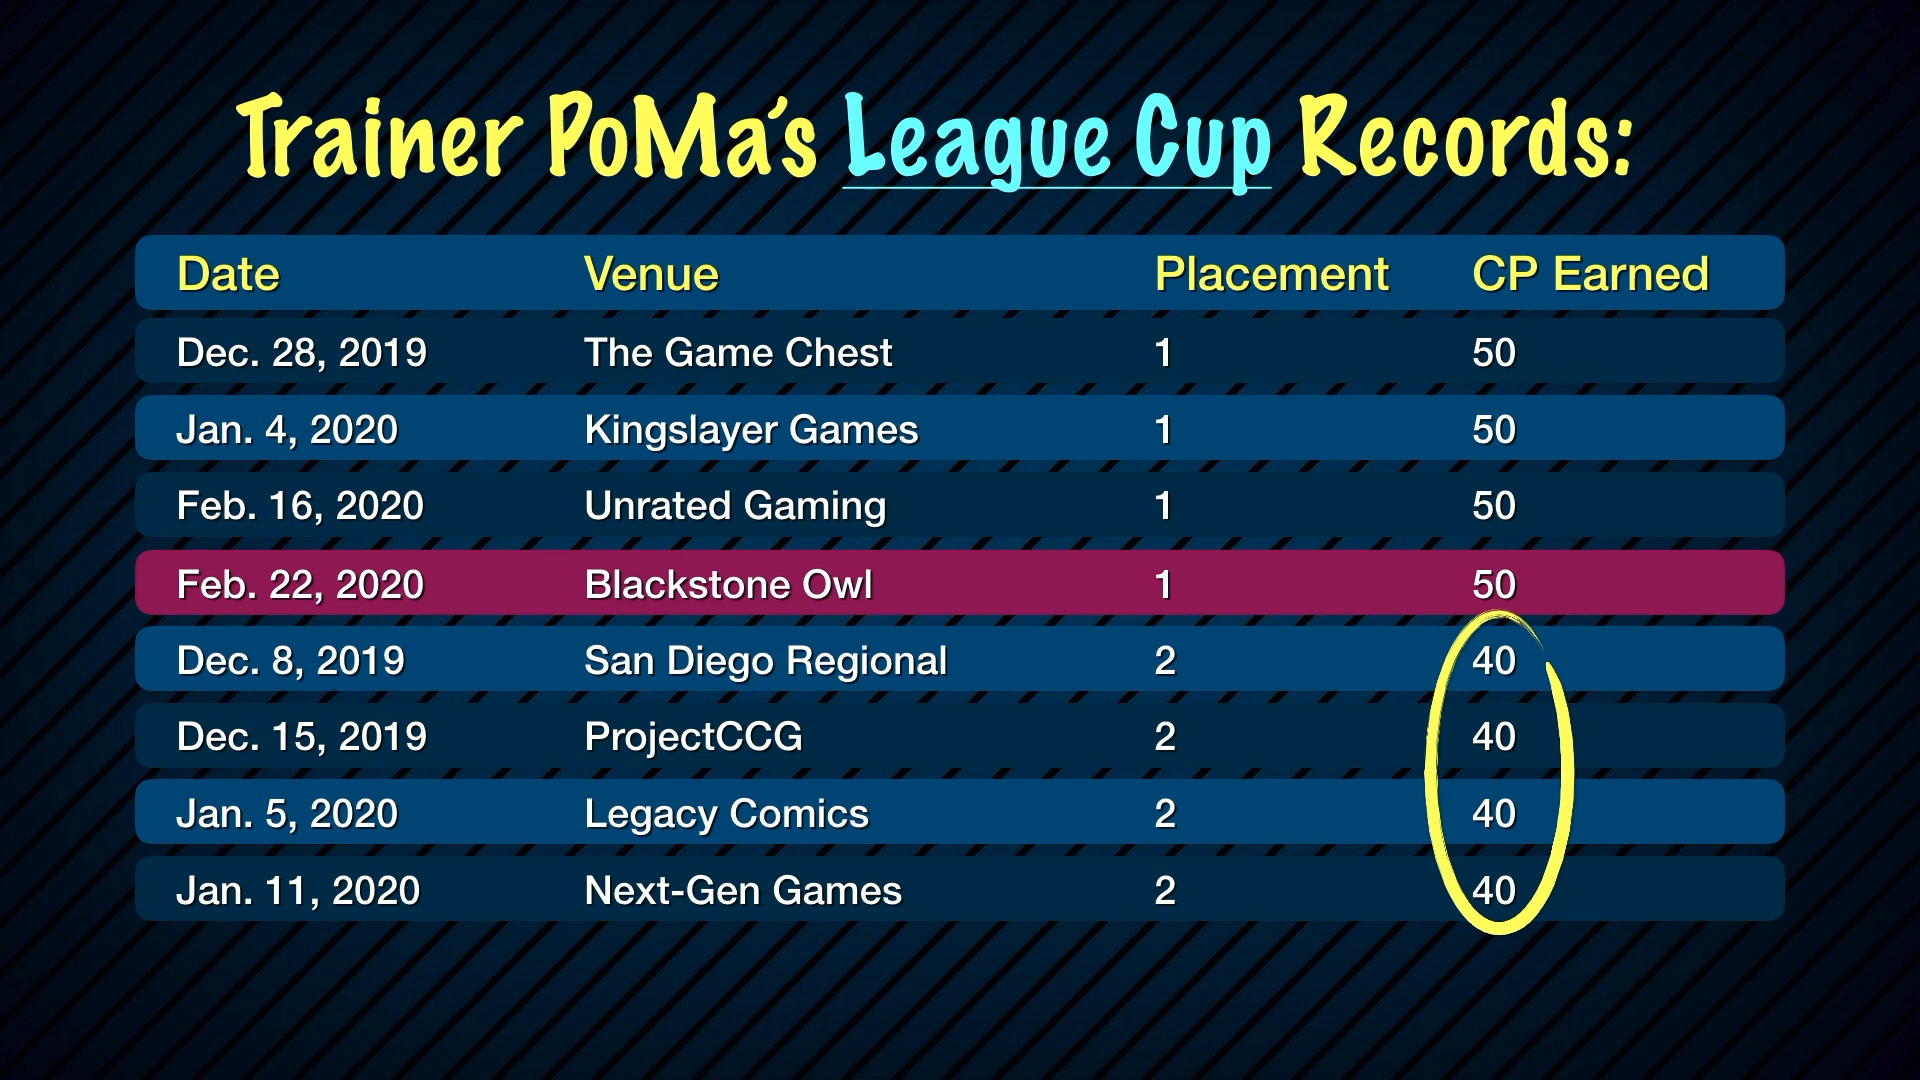 Trainer PoMa's League Cup Records:
Date Venue Placement CP Earned
Dec. 28, 2019 The Game Chest 1 50
Jan. 4, 2020 Kingslayer Games 1 50
Feb. 16, 2020 Unrated Gaming 1 50
Feb. 22, 2020 Blackstone Owl 1 50
Dec. 8, 2019 San Diego Regional 2 40
Dec. 15, 2019 ProjectCCG 2 40
Jan. 5, 2020 Legacy Comics 2 40
Jan. 11, 2020 Next-Gen Games 2 40